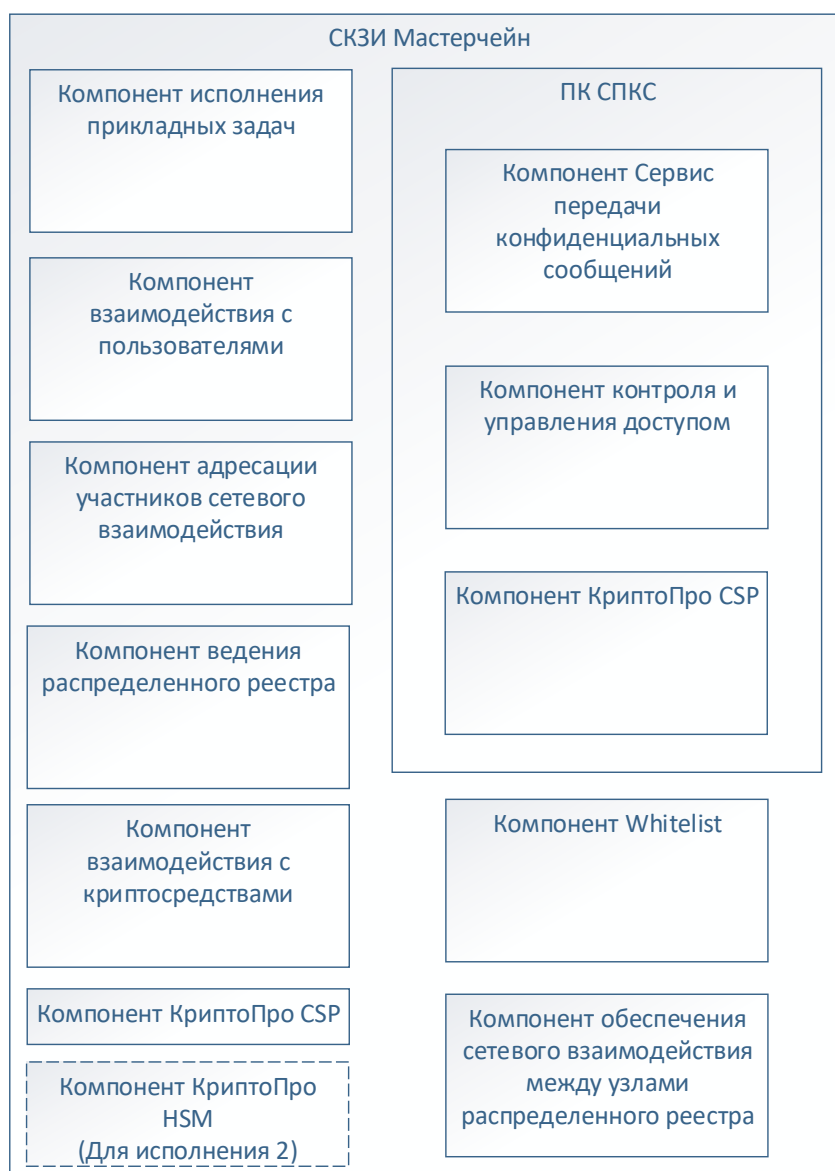 СКЗИ Мастерчейн
Компонент исполнения
прикладных задач
Компонент
взаимодействия с
пользователями
Компонент адресации
участников сетевого
взаимодействия
Компонент ведения
распределенного реестра
Компонент
взаимодействия с
криптосредствами
Компонент КриптоПро CSP
Компонент КриптоПро
HSM
(Для исполнения 2)
ПК СПКС
Компонент Сервис
передачи
конфиденциальных
сообщений
Компонент контроля и
управления доступом
Компонент КриптоПро CSP
Компонент Whitelist
Компонент обеспечения
сетевого взаимодействия
между узлами
распределенного реестра